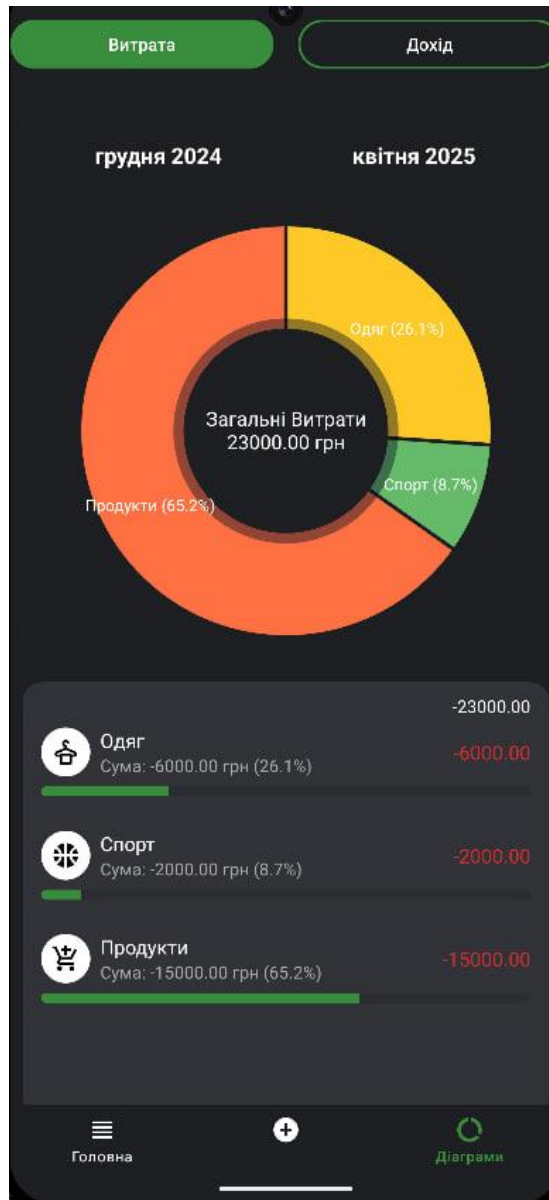 Витрата
Дохід
грудня 2024
квітня 2025
Одяг (26.1%)
Загальні Витрати
23000.00 грн
Спорт (8.7%)
Продукти (65.2%)
-23000.00
Одяг
-6000.00
Сума: -6000.00 грн (26.1%)
Спорт
-2000.00
Сума: -2000.00 грн (8.7%)
Продукти
-15000.00
Сума: -15000.00 грн (65.2%)
Головна
Діаграми